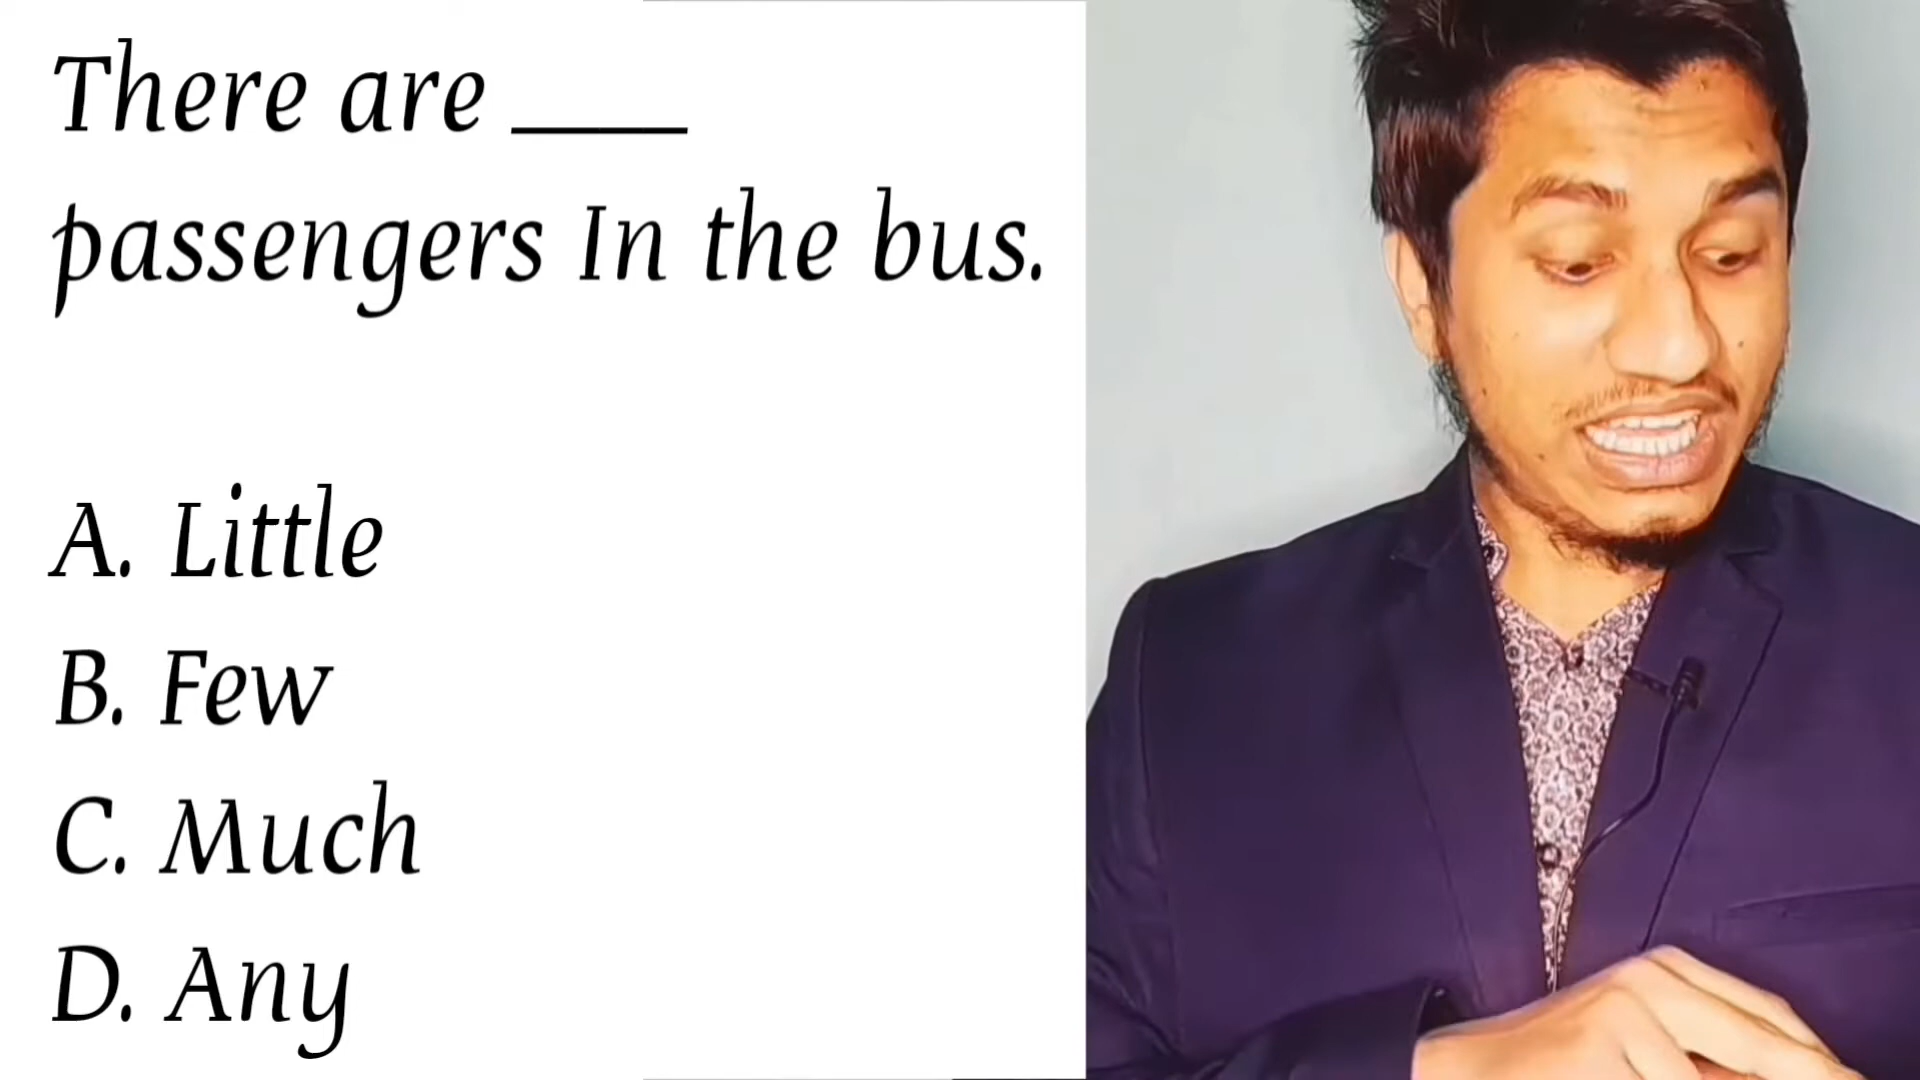 There are ____
passengers In the bus.
A. Little
B. Few
C. Much
D. Any